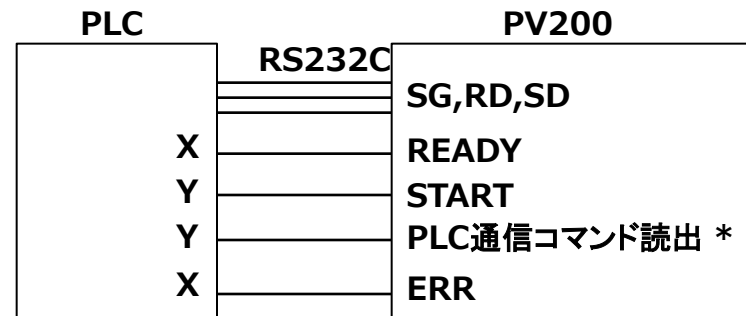 PLC PV200
RS232C
SG,RD,SD
X READY
Y START
Y PLC通信コマンド読出 *
X ERR